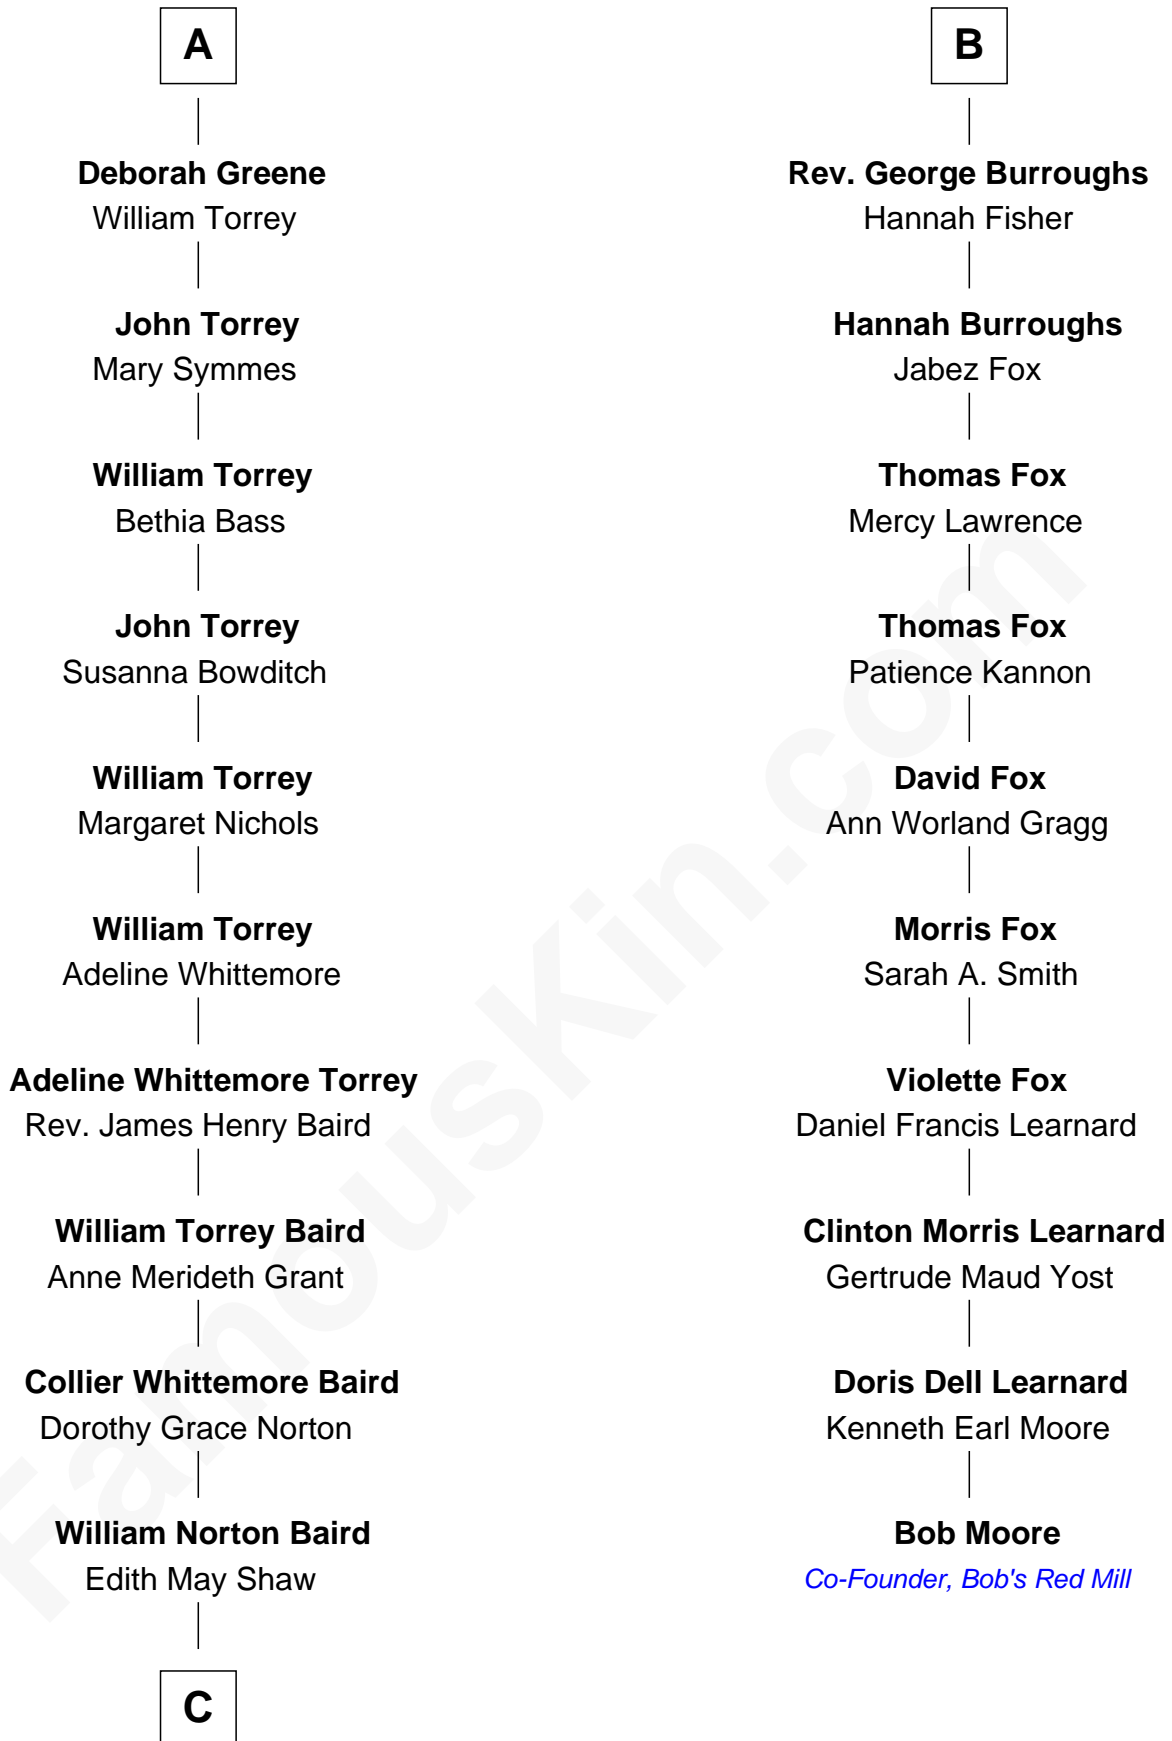 A
Deborah Greene
William Torrey
John Torrey
Mary Symmes
William Torrey
Bethia Bass
John Torrey
Susanna Bowditch
William Torrey
Margaret Nichols
William Torrey
Adeline Whittemore
Adeline Whittemore Torrey
Rev. James Henry Baird
William Torrey Baird
Anne Merideth Grant
Collier Whittemore Baird
Dorothy Grace Norton
William Norton Baird
Edith May Shaw
C
B
Rev. George Burroughs
Hannah Fisher
Hannah Burroughs
Jabez Fox
Thomas Fox
Mercy Lawrence
Thomas Fox
Patience Kannon
David Fox
Ann Worland Gragg
Morris Fox
Sarah A. Smith
Violette Fox
Daniel Francis Learnard
Clinton Morris Learnard
Gertrude Maud Yost
Doris Dell Learnard
Kenneth Earl Moore
Bob Moore
Co-Founder, Bob's Red Mill
FamousKin.com